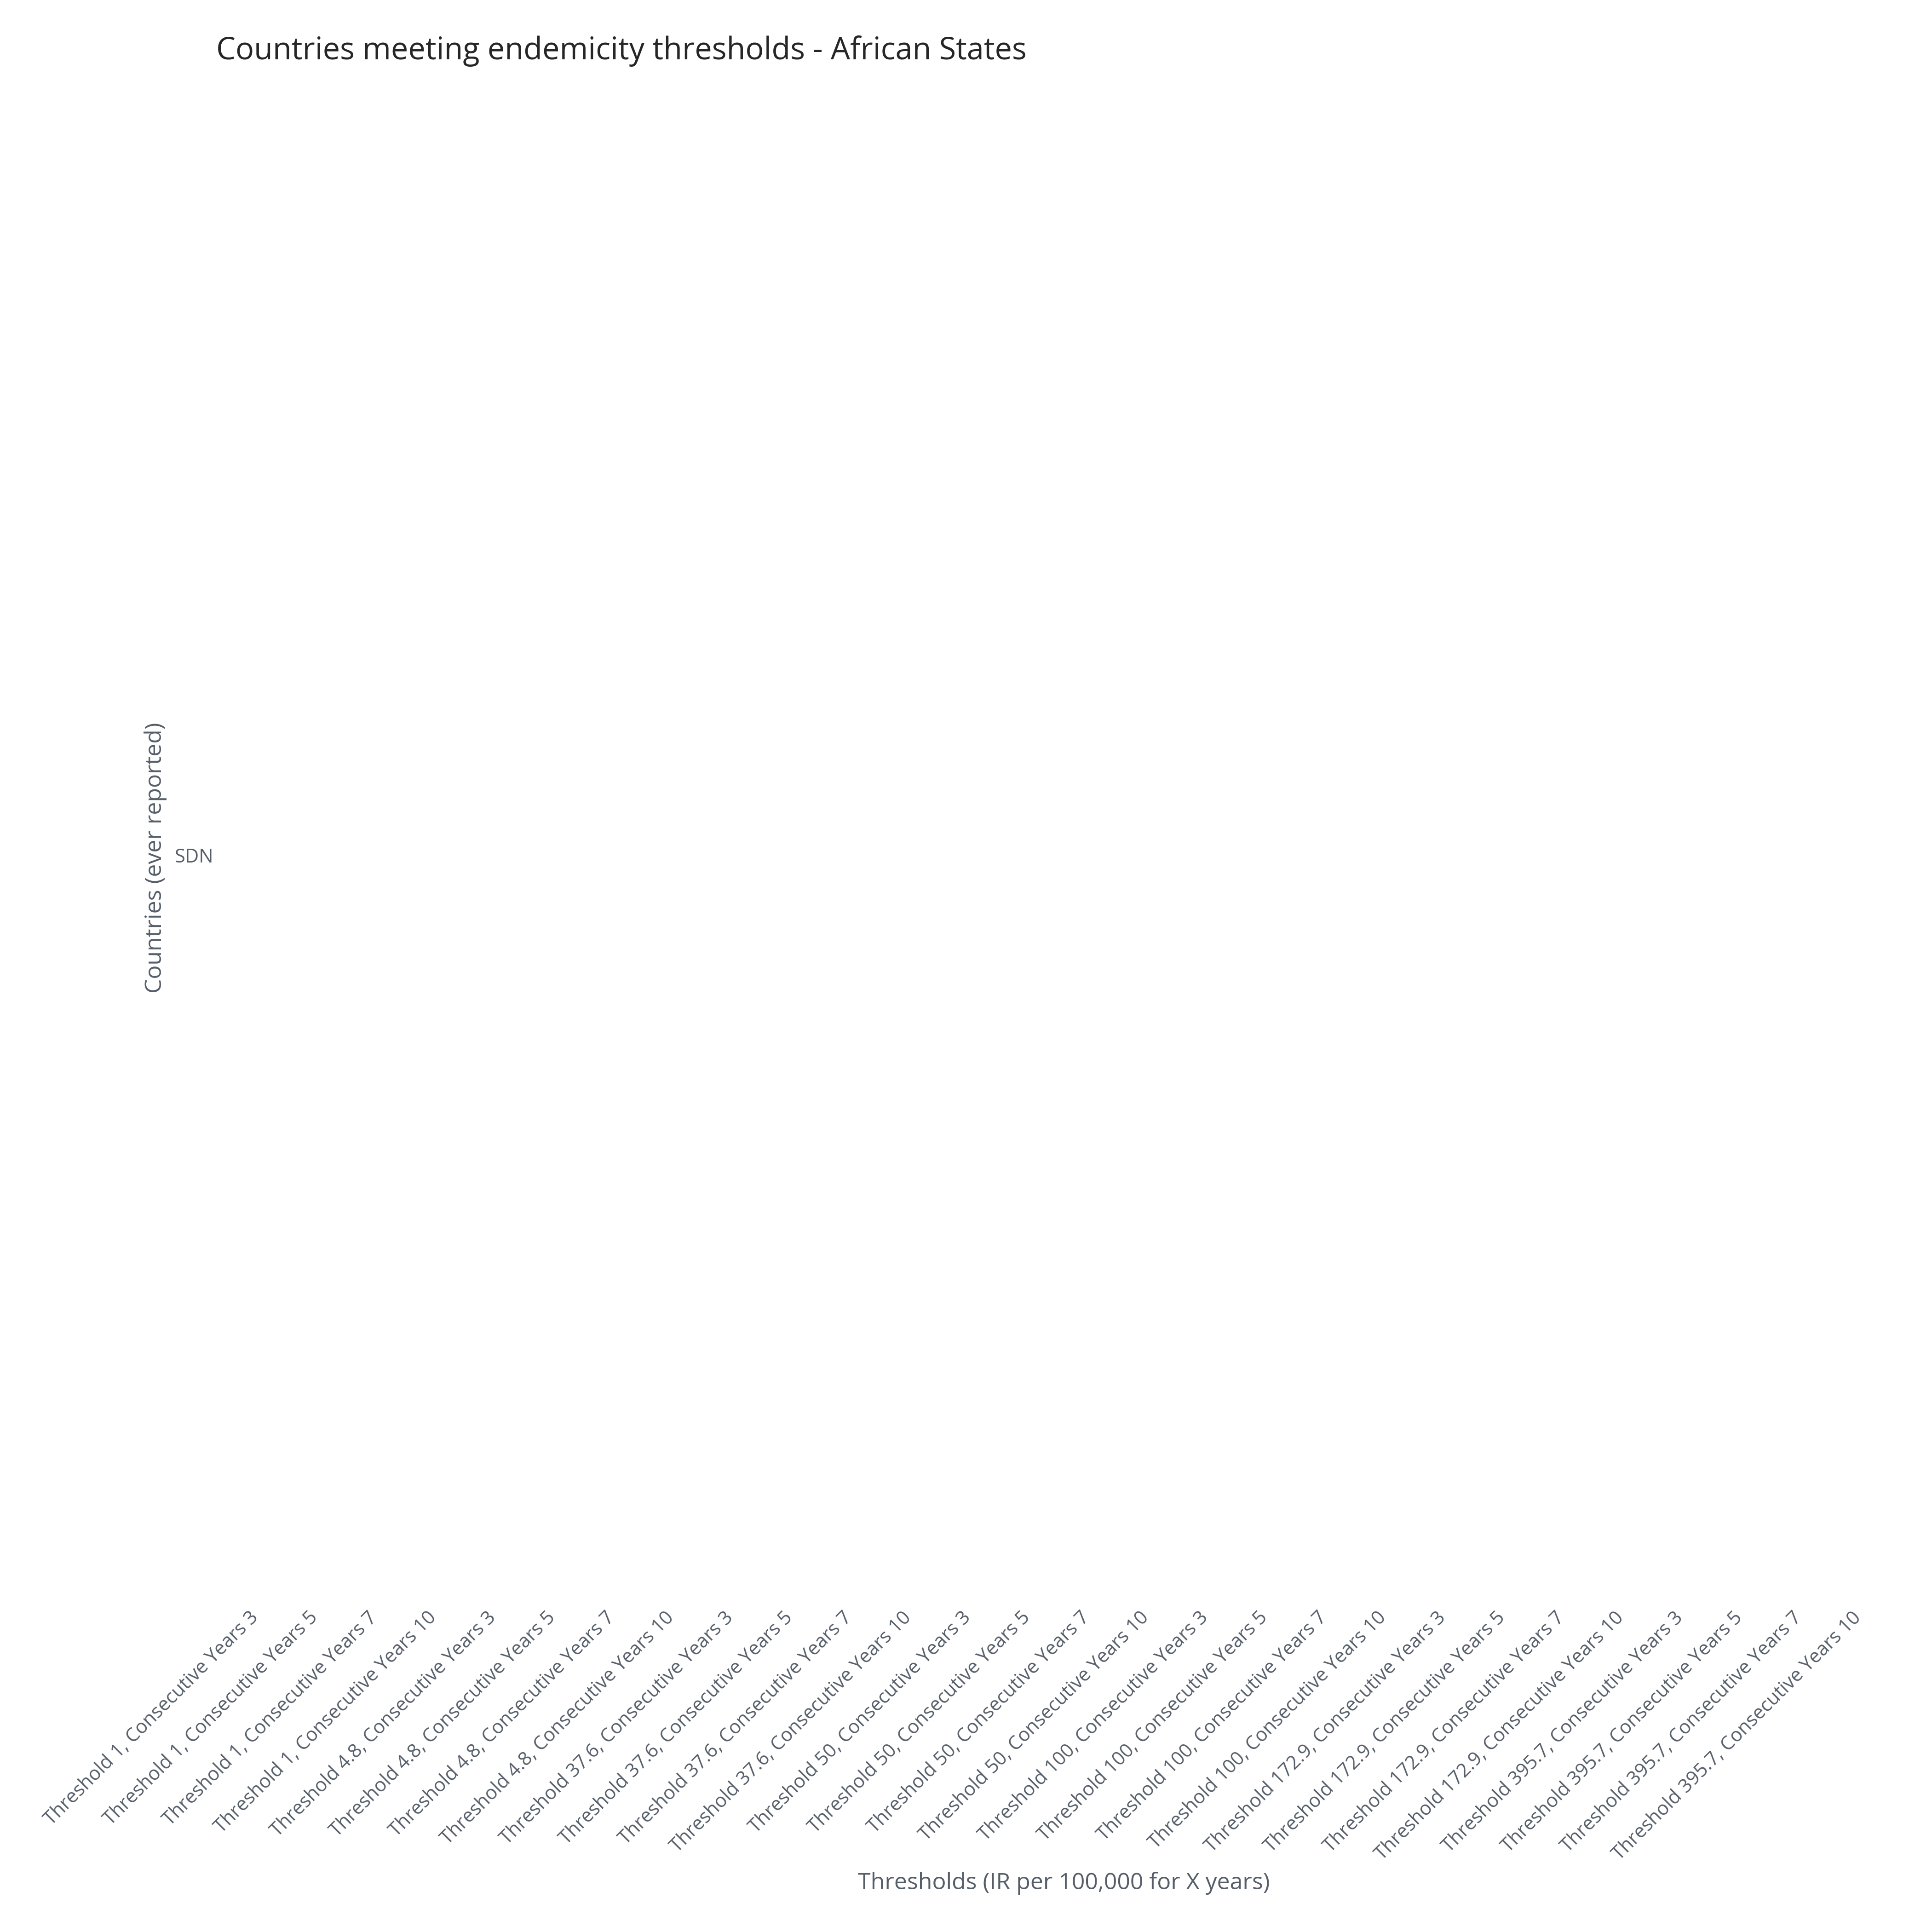 Countries meeting endemicity thresholds - African States
Countries (ever reported)
SDN
Threshold 1, Consecutive Years 3
Threshold 1, Consecutive Years 5
Threshold 1, Consecutive Years 7
Threshold 1, Consecutive Years 10
Threshold 4.8, Consecutive Years 3
Threshold 4.8, Consecutive Years 5
Threshold 4.8, Consecutive Years 7
Threshold 4.8, Consecutive Years 10
Threshold 37.6, Consecutive Years 3
Threshold 37.6, Consecutive Years 5
Threshold 37.6, Consecutive Years 7
Threshold 37.6, Consecutive Years 10
Threshold 50, Consecutive Years 3
Threshold 50, Consecutive Years 5
Threshold 50, Consecutive Years 7
Threshold 50, Consecutive Years 10
Threshold 100, Consecutive Years 3
Threshold 100, Consecutive Years 5
Threshold 100, Consecutive Years 7
Threshold 100, Consecutive Years 10
Threshold 172.9, Consecutive Years 3
Threshold 172.9, Consecutive Years 5
Threshold 172.9, Consecutive Years 7
Threshold 172.9, Consecutive Years 10
Threshold 395.7, Consecutive Years 3
Threshold 395.7, Consecutive Years 5
Threshold 395.7, Consecutive Years 7
Threshold 395.7, Consecutive Years 10
Thresholds (IR per 100,000 for X years)